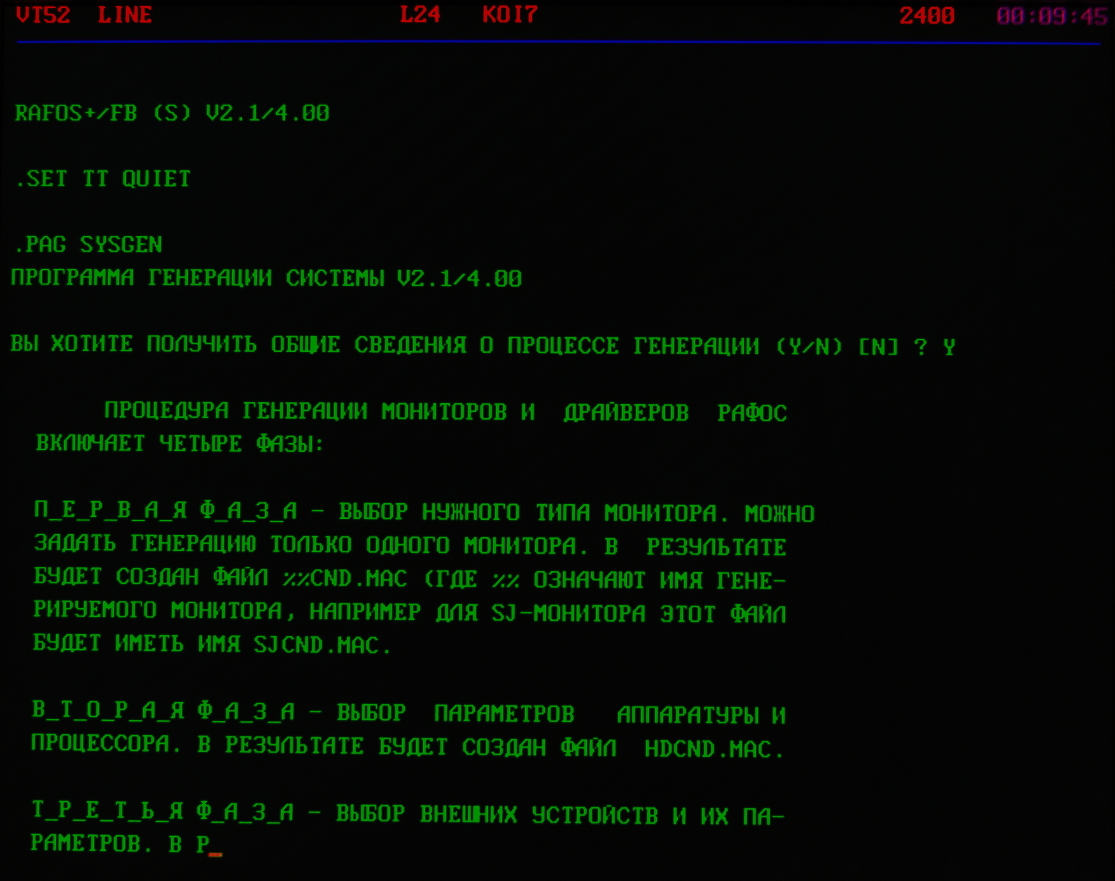 VT52 LINE L24 KOI7 2400 00:09:45
RAFOS+/FB (S) V2.1/4.00
.SET TT QUIET
.PAG SYSGEN
ПРОГРАММА ГЕНЕРАЦИИ СИСТЕМЫ V2.1/4.00
ВЫ ХОТИТЕ ПОЛУЧИТЬ ОБЩИЕ СВЕДЕНИЯ О ПРОЦЕССЕ ГЕНЕРАЦИИ (Y/N) [N] ? Y
ПРОЦЕДУРА ГЕНЕРАЦИИ МОНИТОРОВ И ДРАЙВЕРОВ РАФОС
ВКЛЮЧАЕТ ЧЕТЫРЕ ФАЗЫ:
П_Е_Р_В_А_Я Ф_А_З_А - ВЫБОР НУЖНОГО ТИПА МОНИТОРА. МОЖНО
ЗАДАТЬ ГЕНЕРАЦИЮ ТОЛЬКО ОДНОГО МОНИТОРА. В РЕЗУЛЬТАТЕ
БУДЕТ СОЗДАН ФАЙЛ %%CND.MAC (ГДЕ %% ОЗНАЧАЮТ ИМЯ ГЕНЕ-
РИРУЕМОГО МОНИТОРА, НАПРИМЕР ДЛЯ SJ-МОНИТОРА ЭТОТ ФАЙЛ
БУДЕТ ИМЕТЬ ИМЯ SJCND.MAC.
В_Т_О_Р_А_Я Ф_А_З_А - ВЫБОР ПАРАМЕТРОВ АППАРАТУРЫ И
ПРОЦЕССОРА. В РЕЗУЛЬТАТЕ БУДЕТ СОЗДАН ФАЙЛ HDCND.MAC.
Т_Р_Е_Т_Ь_Я Ф_А_З_А - ВЫБОР ВНЕШНИХ УСТРОЙСТВ И ИХ ПА-
РАМЕТРОВ. В Р_